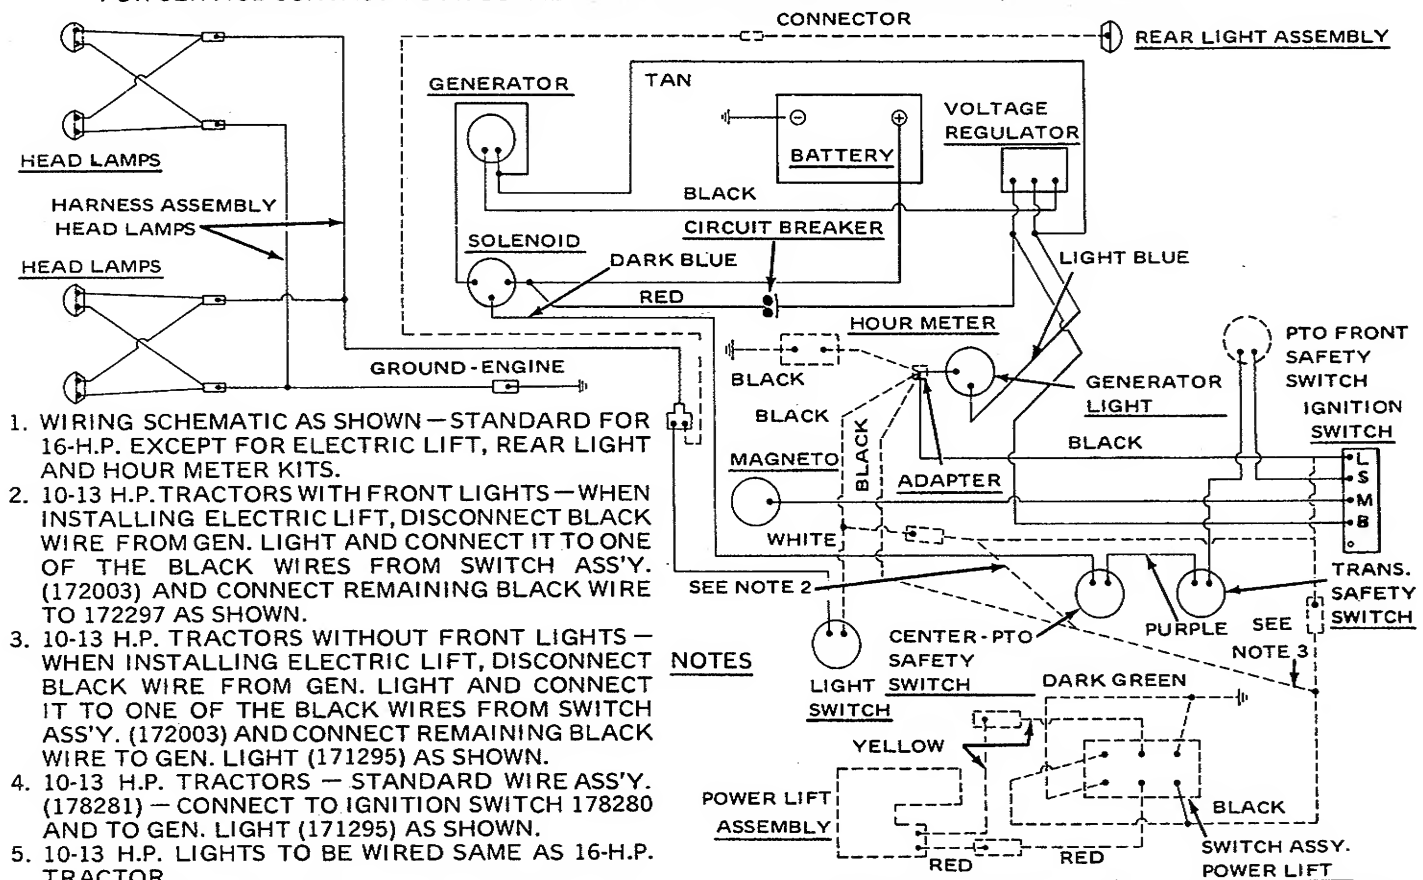 CONNECTOR
REAR LIGHT ASSEMBLY
GENERATOR
TAN
VOLTAGE
REGULATOR
BATTERY
HEAD LAMPS
BLACK
HARNESS ASSEMBLY
HEAD LAMPS
CIRCUIT BREAKER
SOLENOID
DARK BLUE
LIGHT BLUE
HEAD LAMPS
RED
HOUR METER
PTO FRONT
SAFETY
SWITCH
GROUND-ENGINE
BLACK
GENERATOR
LIGHT
IGNITION
SWITCH
BLACK
BLACK
BLACK
MAGNETO
ADAPTER
L
S
M
B
WHITE
SEE NOTE 2
TRANS.
SAFETY
SWITCH
CENTER-PTO
SAFETY
SWITCH
PURPLE
SEE
NOTE 3
LIGHT
SWITCH
DARK GREEN
YELLOW
POWER LIFT
ASSEMBLY
BLACK
RED
RED
SWITCH ASSY.
POWER LIFT
NOTES
1. WIRING SCHEMATIC AS SHOWN—STANDARD FOR
16-H.P. EXCEPT FOR ELECTRIC LIFT, REAR LIGHT
AND HOUR METER KITS.
2. 10-13 H.P. TRACTORS WITH FRONT LIGHTS—WHEN
INSTALLING ELECTRIC LIFT, DISCONNECT BLACK
WIRE FROM GEN. LIGHT AND CONNECT IT TO ONE
OF THE BLACK WIRES FROM SWITCH ASS'Y.
(172003) AND CONNECT REMAINING BLACK WIRE
TO 172297 AS SHOWN.
3. 10-13 H.P. TRACTORS WITHOUT FRONT LIGHTS—
WHEN INSTALLING ELECTRIC LIFT, DISCONNECT
BLACK WIRE FROM GEN. LIGHT AND CONNECT
IT TO ONE OF THE BLACK WIRES FROM SWITCH
ASS'Y. (172003) AND CONNECT REMAINING BLACK
WIRE TO GEN. LIGHT (171295) AS SHOWN.
4. 10-13 H.P. TRACTORS — STANDARD WIRE ASS'Y.
(178281) — CONNECT TO IGNITION SWITCH 178280
AND TO GEN. LIGHT (171295) AS SHOWN.
5. 10-13 H.P. LIGHTS TO BE WIRED SAME AS 16-H.P.
TRACTOR